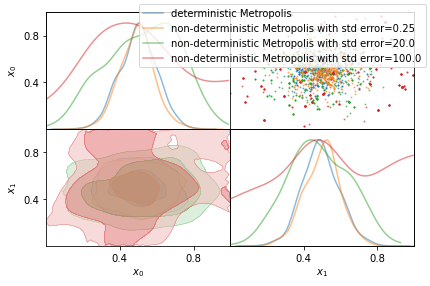 deterministic Metropolis
non-deterministic Metropolis with std error=0.25
non-deterministic Metropolis with std error=20.0
non-deterministic Metropolis with std error=100.0
0.8
0.4
x₀
0.8
0.4
x₁
0.4 0.8
0.4 0.8
x₀
x₁